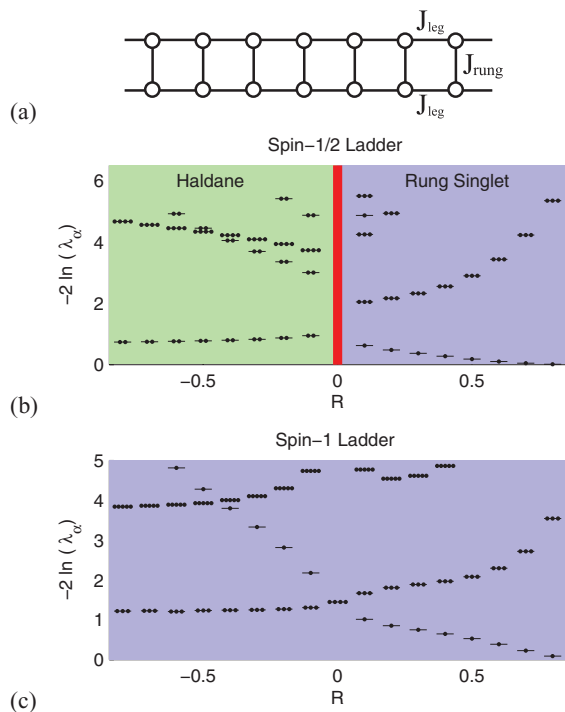 J_leg
J_rung
J_leg
(a)
Spin−1/2 Ladder
Haldane
Rung Singlet
6
4
2
0
−2 ln ( λ_α )
−0.5
0
0.5
R
(b)
Spin−1 Ladder
5
4
3
2
1
0
−2 ln ( λ_α )
−0.5
0
0.5
R
(c)